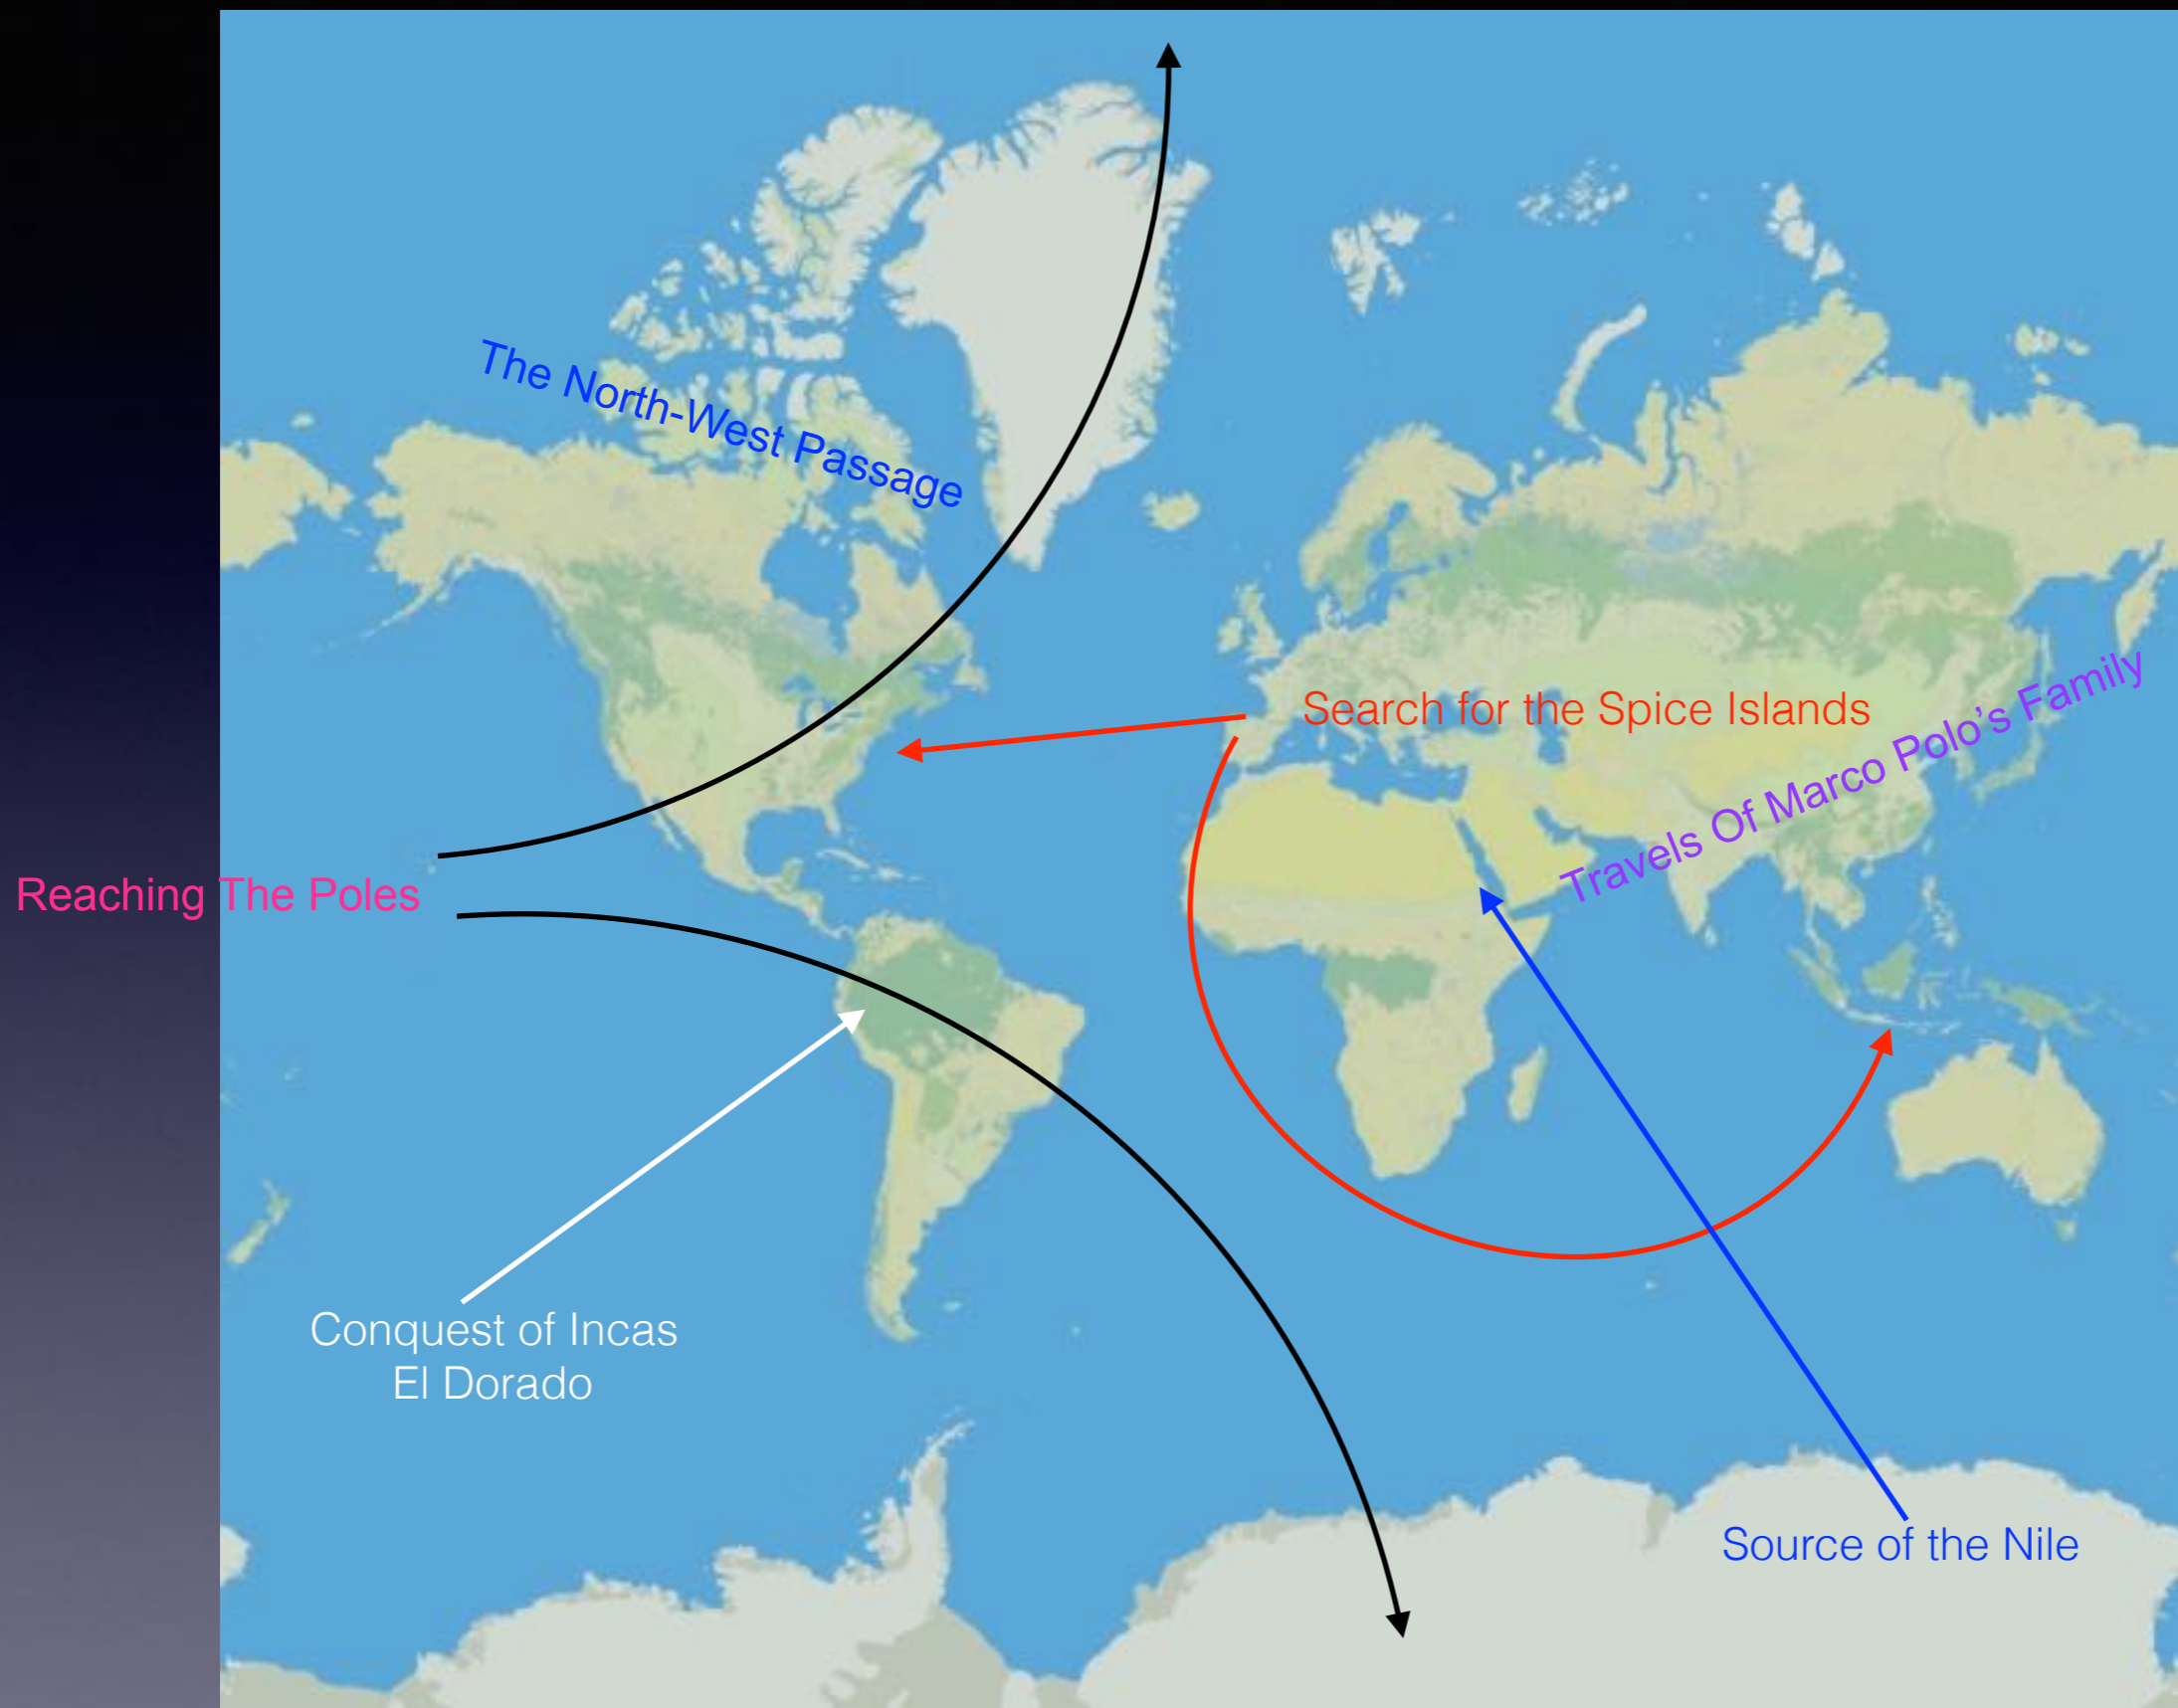 The North-West Passage
Search for the Spice Islands
Travels Of Marco Polo's Family
Reaching The Poles
Conquest of Incas
El Dorado
Source of the Nile